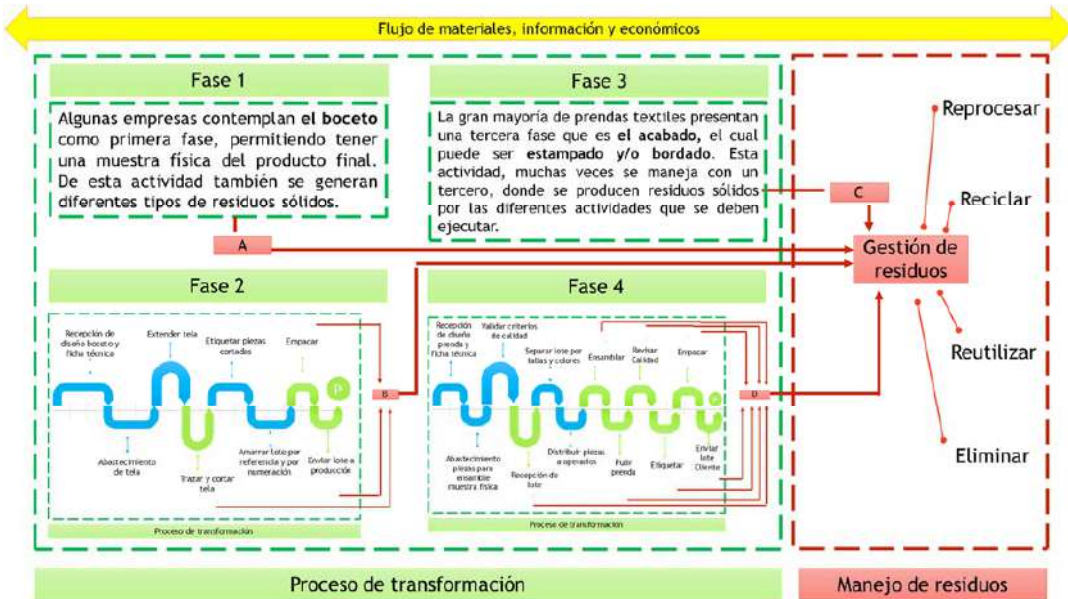 Flujo de materiales, información y económicos
Fase 1
Algunas empresas contemplan el boceto
como primera fase, permitiendo tener
una muestra física del producto final.
De esta actividad también se generan
diferentes tipos de residuos sólidos.
A
Fase 3
La gran mayoría de prendas textiles presentan
una tercera fase que es el acabado, el cual
puede ser estampado y/o bordado. Esta
actividad, muchas veces se maneja con un
tercero, donde se producen residuos sólidos
por las diferentes actividades que se deben
ejecutar.
C
Fase 2
Recepción de
diseño boceto y
ficha técnica
Extender tela
Etiquetar piezas
cortadas
Empacar
B
Abastecimiento
de tela
Trazar y cortar
tela
Amarrar lote por
referencia y por
numeración
Enviar lote a
producción
Proceso de transformación
Fase 4
Recepción
de diseño
prenda y
ficha técnica
Validar criterios
de calidad
Separar lote por
tallas y colores
Ensamblar
Revisar
Calidad
Empacar
D
Abastecimiento
piezas para
ensamble
muestra física
Recepción de
lote
Distribuir piezas
a operarios
Pulir
prenda
Etiquetar
Enviar
lote
Cliente
Proceso de transformación
Reprocesar
Reciclar
Gestión de
residuos
Reutilizar
Eliminar
Proceso de transformación
Manejo de residuos